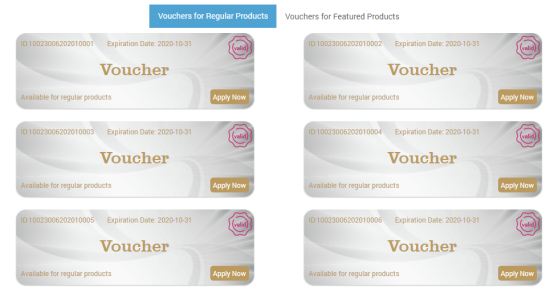 Vouchers for Regular Products Vouchers for Featured Products
ID:10023006202010001 Expiration Date: 2020-10-31 valid
Voucher
Available for regular products Apply Now
ID:10023006202010002 Expiration Date: 2020-10-31 valid
Voucher
Available for regular products Apply Now
ID:10023006202010003 Expiration Date: 2020-10-31 valid
Voucher
Available for regular products Apply Now
ID:10023006202010004 Expiration Date: 2020-10-31 valid
Voucher
Available for regular products Apply Now
ID:10023006202010005 Expiration Date: 2020-10-31 valid
Voucher
Available for regular products Apply Now
ID:10023006202010006 Expiration Date: 2020-10-31 valid
Voucher
Available for regular products Apply Now